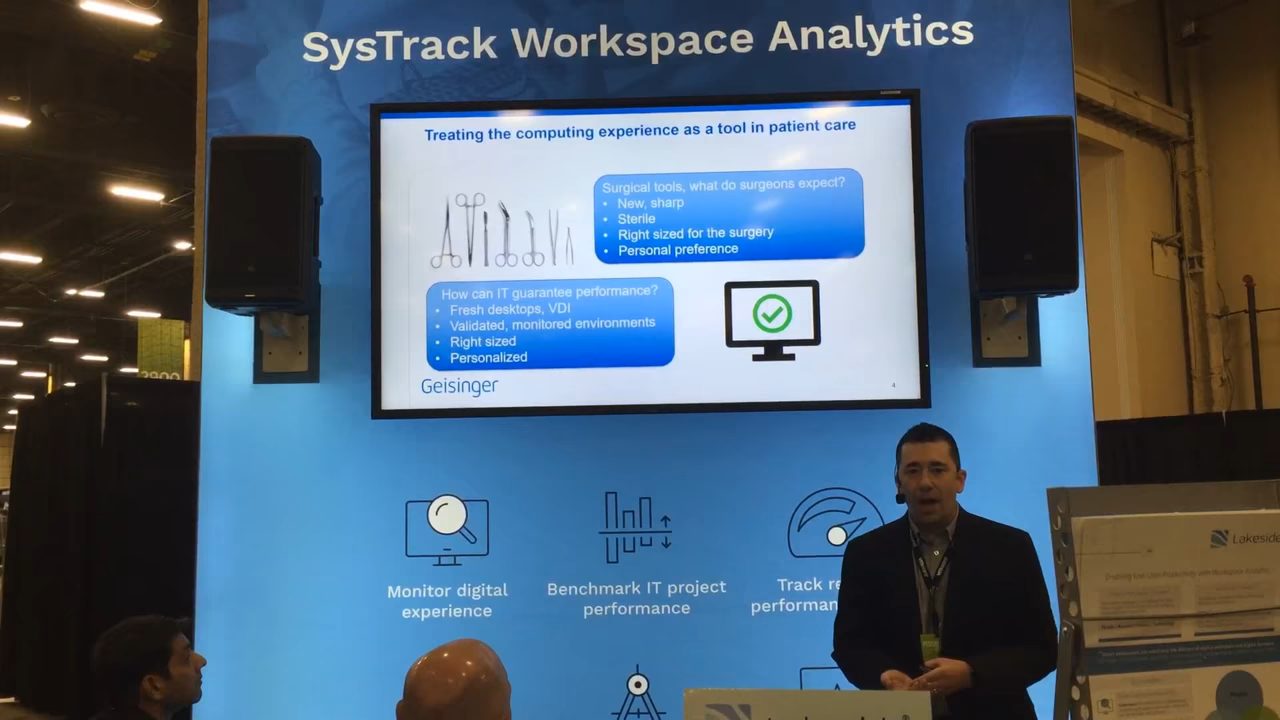 SysTrack Workspace Analytics
Treating the computing experience as a tool in patient care
Surgical tools, what do surgeons expect?
• New, sharp
• Sterile
• Right sized for the surgery
• Personal preference
How can IT guarantee performance?
• Fresh desktops, VDI
• Validated, monitored environments
• Right sized
• Personalized
Geisinger
4
Monitor digital
experience
Benchmark IT project
performance
Track
Lakeside